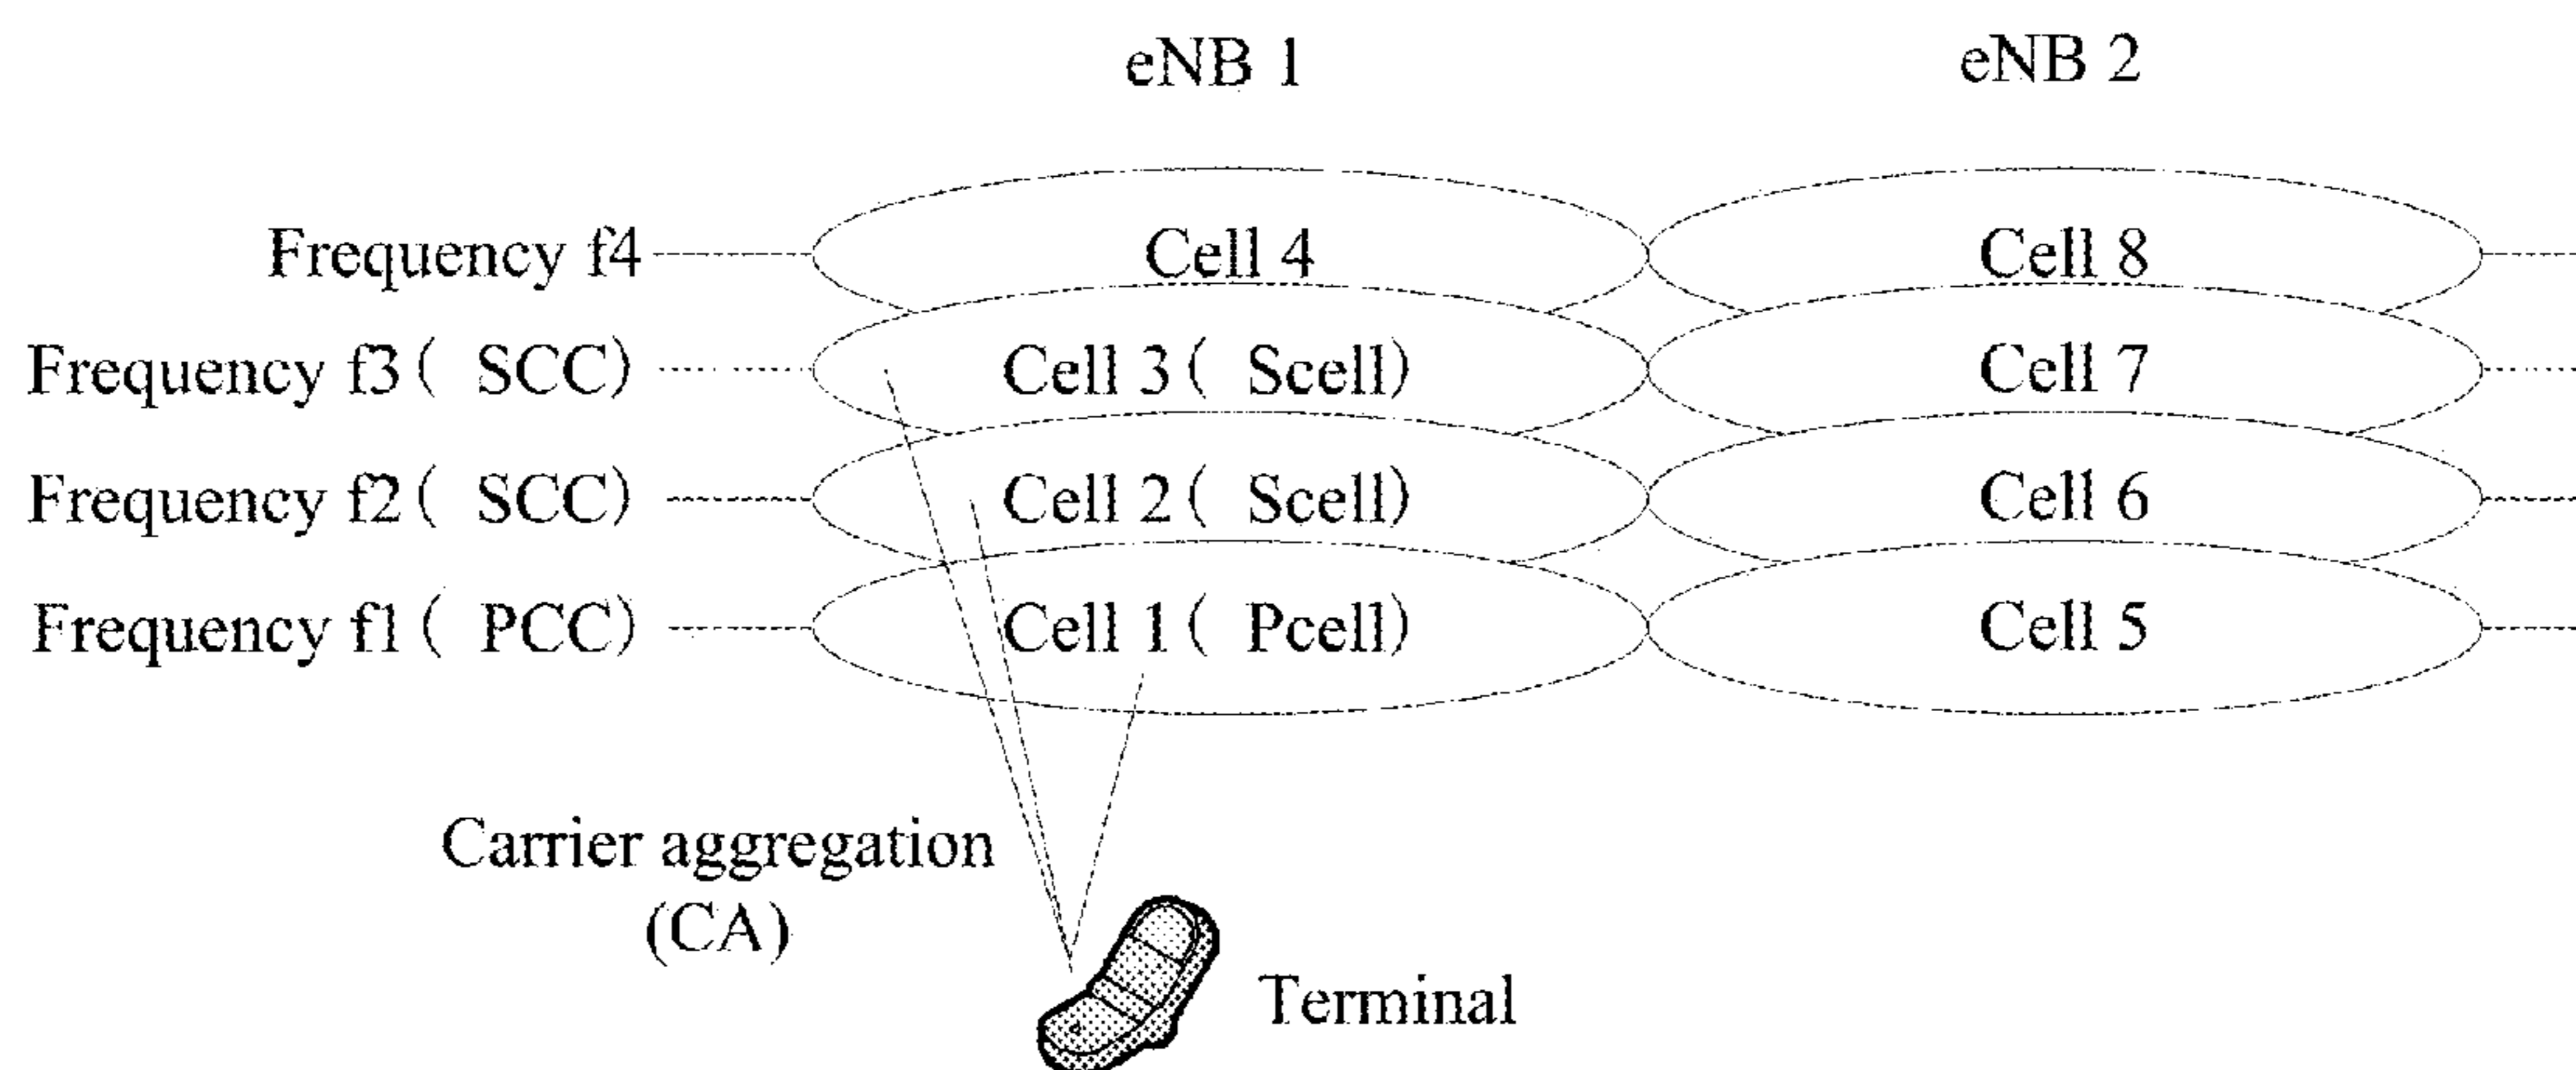 eNB 1 eNB 2
Frequency f4 Cell 4 Cell 8
Frequency f3 ( SCC) Cell 3 ( Scell) Cell 7
Frequency f2 ( SCC) Cell 2 ( Scell) Cell 6
Frequency f1 ( PCC) Cell 1 ( Pcell) Cell 5
Carrier aggregation
(CA)
Terminal